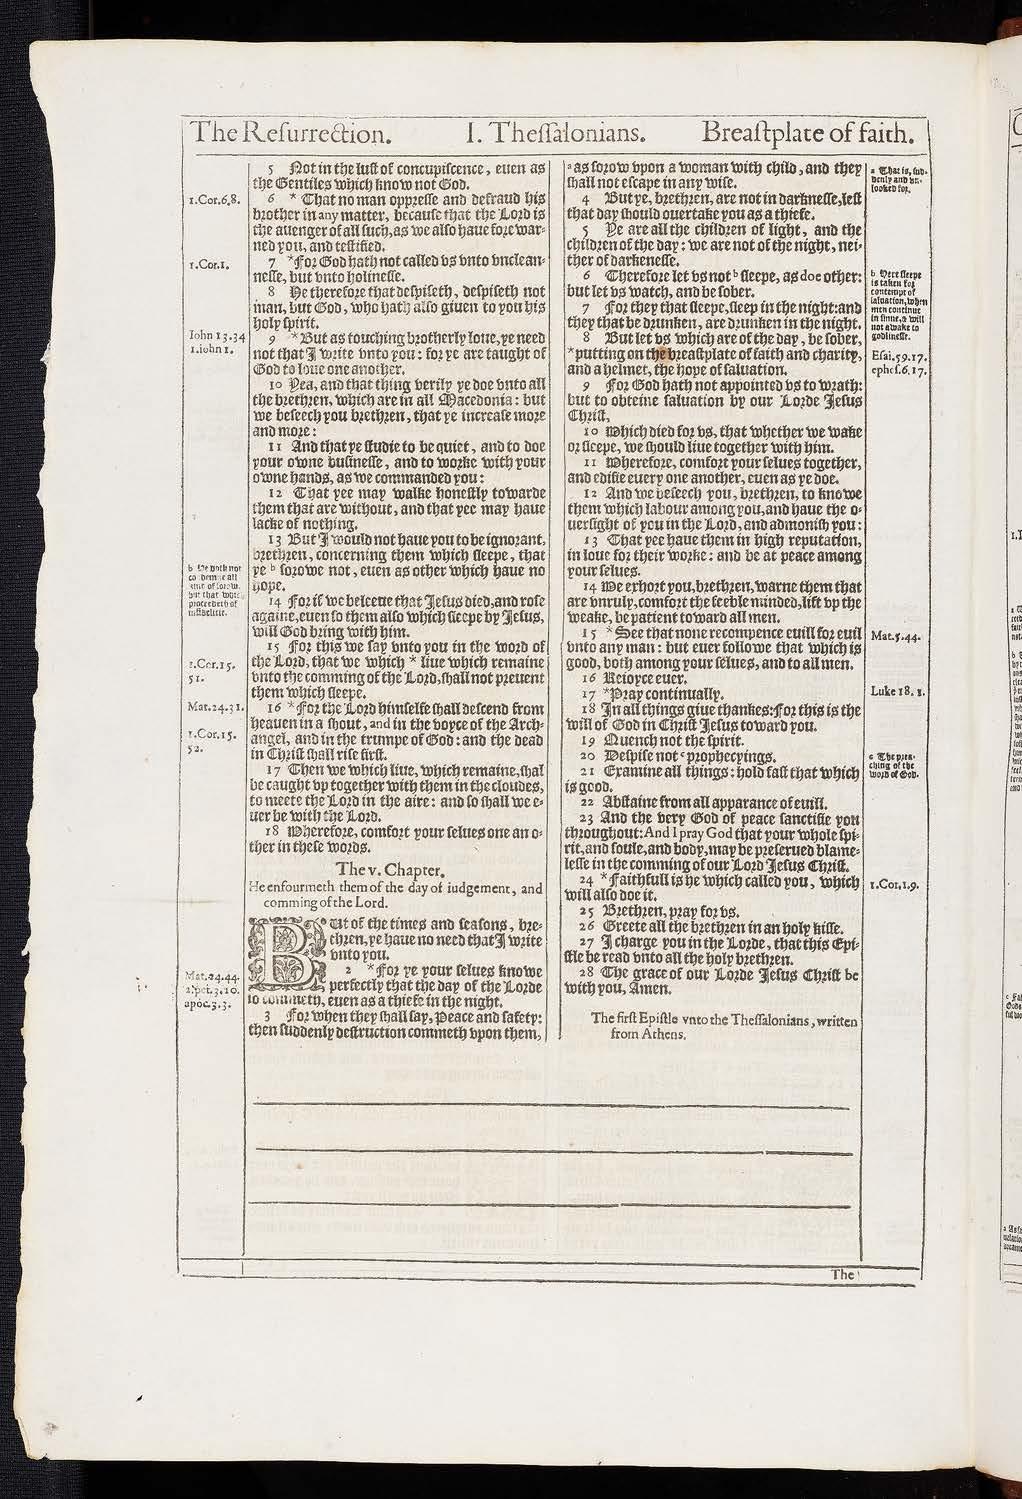 The Resurrection.
I. Thessalonians.
Breastplate of faith.
1.Cor.6,8.
1.Cor.1.
Iohn 13.34
1.iohn 1.
b He doth not
co demne all
kind of sorow,
but that which
proceedeth of
infidelitie.
1.Cor.15.
51.
Mat.24.31.
1.Cor.15.
52.
Mat.24.44.
2.pet.3.10.
apoc.3.3.
5 Not in the lust of concupiscence, euen as
the Gentiles which know not God.
6 * That no man oppresse and defraud his
brother in any matter, because that the Lord is
the auenger of all such, as we also haue forewar-
ned you, and testified.
7 *For God hath not called vs vnto vnclean-
nesse, but vnto holinesse.
8 He therefore that despiseth, despiseth not
man, but God, who hath also giuen to you his
holy spirit.
9 *But as touching brotherly loue, ye need
not that I write vnto you: for ye are taught of
God to loue one another.
10 Yea, and that thing verily ye doe vnto all
the brethren, which are in all Macedonia: but
we beseech you brethren, that ye increase more
and more:
11 And that ye studie to be quiet, and to doe
your owne businesse, and to worke with your
owne hands, as we commanded you:
12 That yee may walke honestly towarde
them that are without, and that yee may haue
lacke of nothing.
13 But I would not haue you to be ignorant,
brethren, concerning them which sleepe, that
ye b sorowe not, euen as other which haue no
hope.
14 For if we beleeue that Iesus died, and rose
againe, euen so them also which sleepe by Iesus,
will God bring with him.
15 For this we say vnto you in the word of
the Lord, that we which * liue which remaine
vnto the comming of the Lord, shall not preuent
them which sleepe.
16 *For the Lord himselfe shall descend from
heauen in a shout, and in the voyce of the Arch-
angel, and in the trumpe of God: and the dead
in Christ shall rise first.
17 Then we which liue, which remaine, shal
be caught vp together with them in the cloudes,
to meete the Lord in the aire: and so shall we e-
uer be with the Lord.
18 Wherefore, comfort your selues one an o-
ther in these words.
The v. Chapter.
He enfourmeth them of the day of iudgement, and
comming of the Lord.
But of the times and seasons, bre-
thren, ye haue no need that I write
vnto you.
2 *For ye your selues knowe
perfectly that the day of the Lorde
so commeth, euen as a thiefe in the night.
3 For when they shall say, Peace and safety:
then suddenly destruction commeth vpon them,
a as sorow vpon a woman with child, and they
shall not escape in any wise.
4 But ye, brethren, are not in darknesse, lest
that day should ouertake you as a thiefe.
5 Ye are all the children of light, and the
children of the day: we are not of the night, nei-
ther of darkenesse.
6 Therefore let vs not b sleepe, as doe other:
but let vs watch, and be sober.
7 For they that sleepe, sleep in the night: and
they that be drunken, are drunken in the night.
8 But let vs which are of the day, be sober,
*putting on the breastplate of faith and charity,
and a helmet, the hope of saluation.
9 For God hath not appointed vs to wrath:
but to obteine saluation by our Lorde Iesus
Christ,
10 Which died for vs, that whether we wake
or sleepe, we should liue together with him.
11 Wherefore, comfort your selues together,
and edifie euery one another, euen as ye doe.
12 And we beseech you, brethren, to knowe
them which labour among you, and haue the o-
uersight of you in the Lord, and admonish you:
13 That yee haue them in high reputation,
in loue for their worke: and be at peace among
your selues.
14 We exhort you, brethren, warne them that
are vnruly, comfort the feeble minded, lift vp the
weake, be patient toward all men.
15 *See that none recompence euill for euil
vnto any man: but euer followe that which is
good, both among your selues, and to all men.
16 Reioyce euer.
17 *Pray continually.
18 In all things giue thankes: For this is the
will of God in Christ Iesus toward you.
19 Quench not the spirit.
20 Despise not c prophecyings.
21 Examine all things: hold fast that which
is good.
22 Abstaine from all apparance of euill.
23 And the very God of peace sanctifie you
throughout: And I pray God that your whole spi-
rit, and soule, and body, may be preserued blame-
lesse in the comming of our Lord Iesus Christ.
24 *Faithfull is he which called you, which
will also doe it.
25 Brethren, pray for vs.
26 Greete all the brethren in an holy kisse.
27 I charge you in the Lorde, that this Epi-
stle be read vnto all the holy brethren.
28 The grace of our Lorde Iesus Christ be
with you, Amen.
The first Epistle vnto the Thessalonians, written
from Athens.
a That is, sud-
denly and vn-
looked for.
b Here sleepe
is taken for
contempt of
saluation, when
men continue
in sinne, & will
not awake to
godlinesse.
Esai.59.17.
ephes.6.17.
Mat.5.44.
Luke 18.1.
c The prea-
ching of the
word of God.
1.Cor.1.9.
The